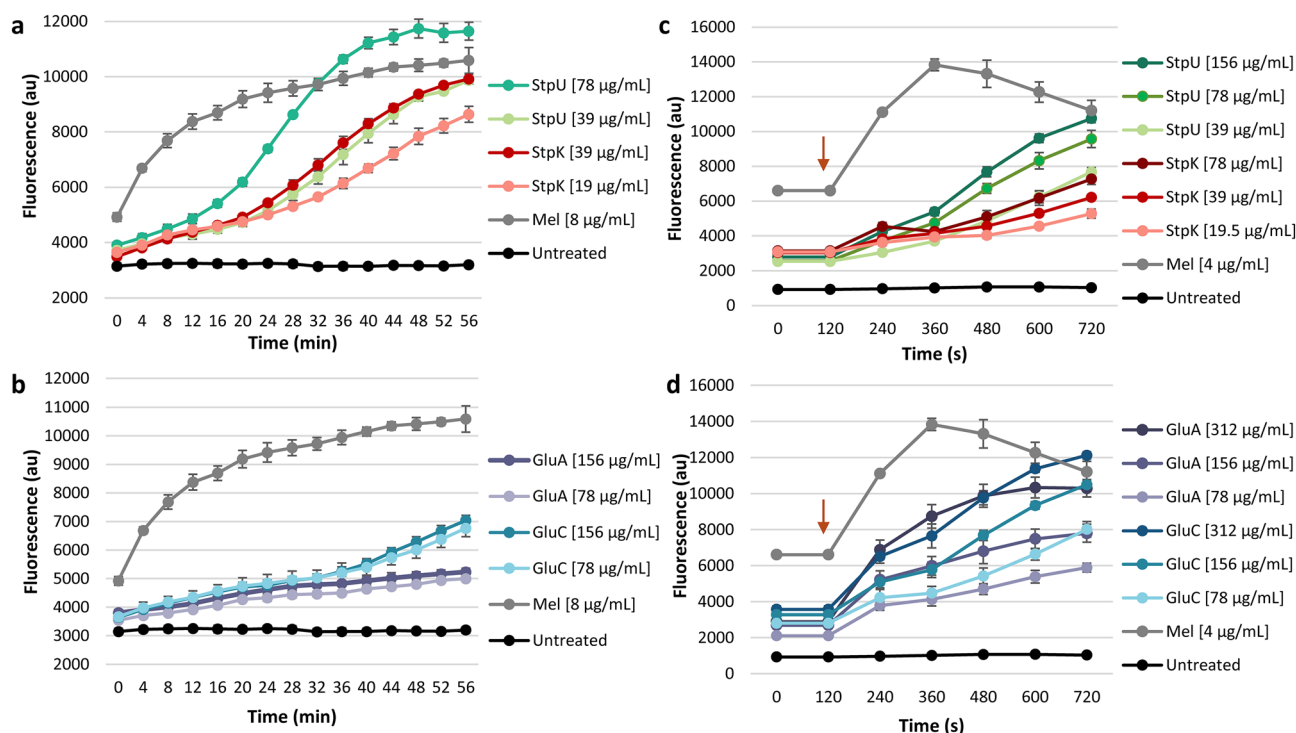 a
Fluorescence (au)
12000
10000
8000
6000
4000
2000
0 4 8 12 16 20 24 28 32 36 40 44 48 52 56
Time (min)
StpU [78 µg/mL]
StpU [39 µg/mL]
StpK [39 µg/mL]
StpK [19 µg/mL]
Mel [8 µg/mL]
Untreated
c
Fluorescence (au)
16000
14000
12000
10000
8000
6000
4000
2000
0
0 120 240 360 480 600 720
Time (s)
StpU [156 µg/mL]
StpU [78 µg/mL]
StpU [39 µg/mL]
StpK [78 µg/mL]
StpK [39 µg/mL]
StpK [19.5 µg/mL]
Mel [4 µg/mL]
Untreated
b
Fluorescence (au)
12000
11000
10000
9000
8000
7000
6000
5000
4000
3000
2000
0 4 8 12 16 20 24 28 32 36 40 44 48 52 56
Time (min)
GluA [156 µg/mL]
GluA [78 µg/mL]
GluC [156 µg/mL]
GluC [78 µg/mL]
Mel [8 µg/mL]
Untreated
d
Fluorescence (au)
16000
14000
12000
10000
8000
6000
4000
2000
0
0 120 240 360 480 600 720
Time (s)
GluA [312 µg/mL]
GluA [156 µg/mL]
GluA [78 µg/mL]
GluC [312 µg/mL]
GluC [156 µg/mL]
GluC [78 µg/mL]
Mel [4 µg/mL]
Untreated